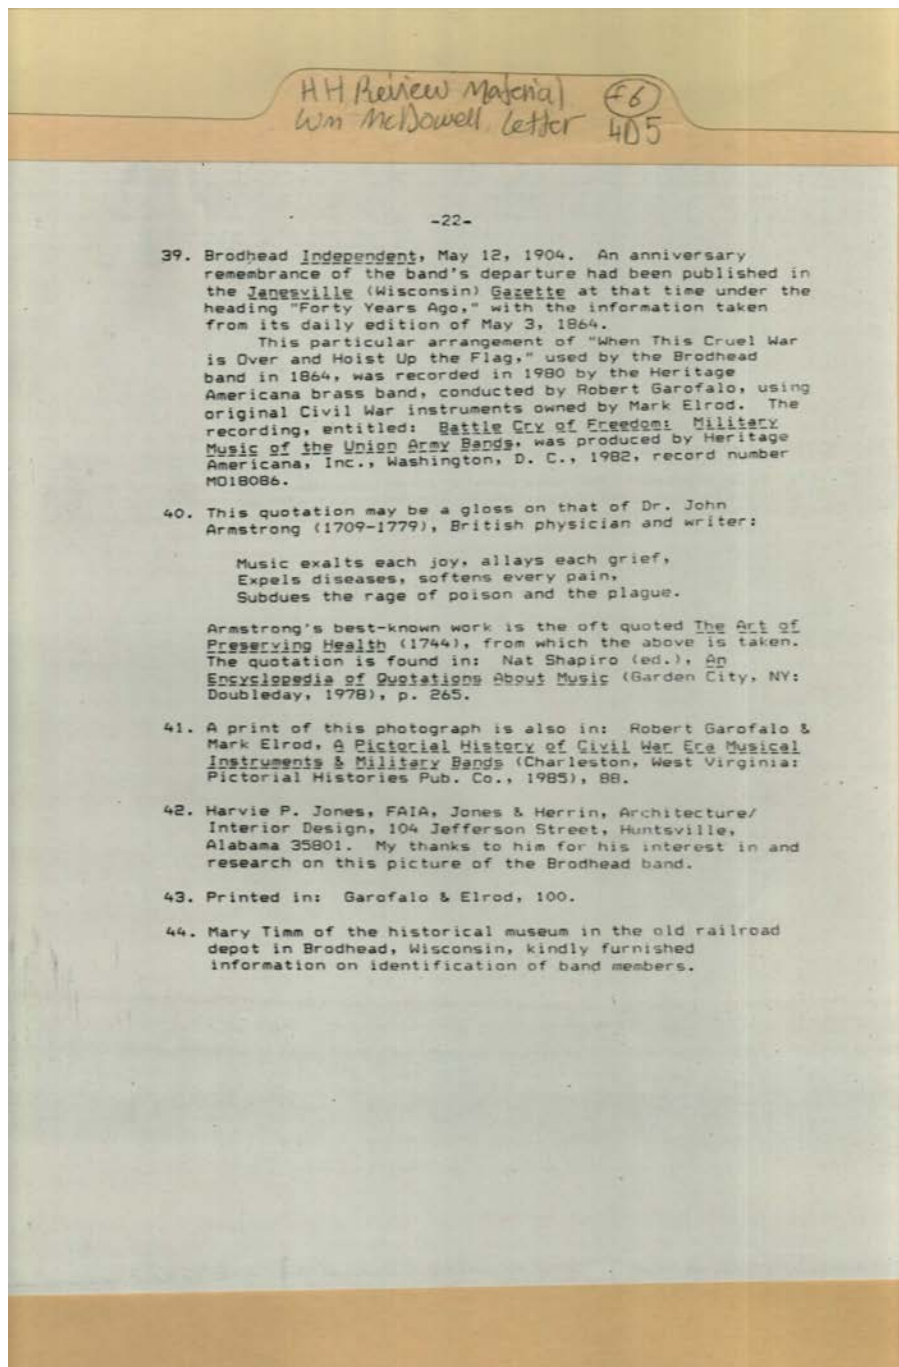 HH Review Material F6
Wm McDowell Letter 4D5
-22-
39. Brodhead Independent, May 12, 1904. An anniversary
remembrance of the band's departure had been published in
the Janesville (Wisconsin) Gazette at that time under the
heading "Forty Years Ago," with the information taken
from its daily edition of May 3, 1864.
This particular arrangement of "When This Cruel War
is Over and Hoist Up the Flag," used by the Brodhead
band in 1864, was recorded in 1980 by the Heritage
Americana brass band, conducted by Robert Garofalo, using
original Civil War instruments owned by Mark Elrod. The
recording, entitled: Battle Cry of Freedom: Military
Music of the Union Army Bands, was produced by Heritage
Americana, Inc., Washington, D. C., 1982, record number
MO18086.
40. This quotation may be a gloss on that of Dr. John
Armstrong (1709-1779), British physician and writer:
Music exalts each joy, allays each grief,
Expels diseases, softens every pain,
Subdues the rage of poison and the plague.
Armstrong's best-known work is the oft quoted The Art of
Preserving Health (1744), from which the above is taken.
The quotation is found in: Nat Shapiro (ed.), An
Encyclopedia of Quotations About Music (Garden City, NY:
Doubleday, 1978), p. 265.
41. A print of this photograph is also in: Robert Garofalo &
Mark Elrod, A Pictorial History of Civil War Era Musical
Instruments & Military Bands (Charleston, West Virginia:
Pictorial Histories Pub. Co., 1985), 88.
42. Harvie P. Jones, FAIA, Jones & Herrin, Architecture/
Interior Design, 104 Jefferson Street, Huntsville,
Alabama 35801. My thanks to him for his interest in and
research on this picture of the Brodhead band.
43. Printed in: Garofalo & Elrod, 100.
44. Mary Timm of the historical museum in the old railroad
depot in Brodhead, Wisconsin, kindly furnished
information on identification of band members.